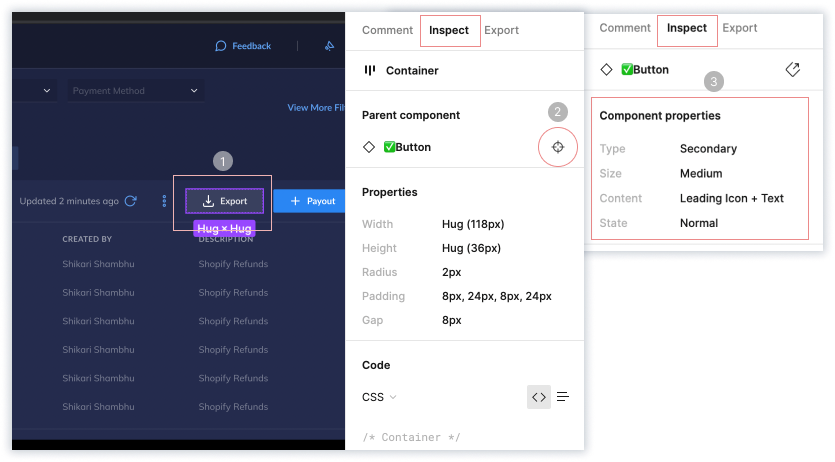 Feedback
Payment Method
View More Filt
1
Updated 2 minutes ago
Export
Payout
Hug × Hug
CREATED BY DESCRIPTION
Shikari Shambhu Shopify Refunds
Shikari Shambhu Shopify Refunds
Shikari Shambhu Shopify Refunds
Shikari Shambhu Shopify Refunds
Shikari Shambhu Shopify Refunds
Shikari Shambhu Shopify Refunds
Comment Inspect Export
Container
Parent component
2
✅Button
Properties
Width Hug (118px)
Height Hug (36px)
Radius 2px
Padding 8px, 24px, 8px, 24px
Gap 8px
Code
CSS
<>
/* Container */
Comment Inspect Export
✅Button
3
Component properties
Type Secondary
Size Medium
Content Leading Icon + Text
State Normal